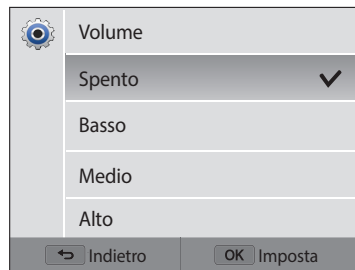 Volume
Spento
Basso
Medio
Alto
Indietro OK Imposta